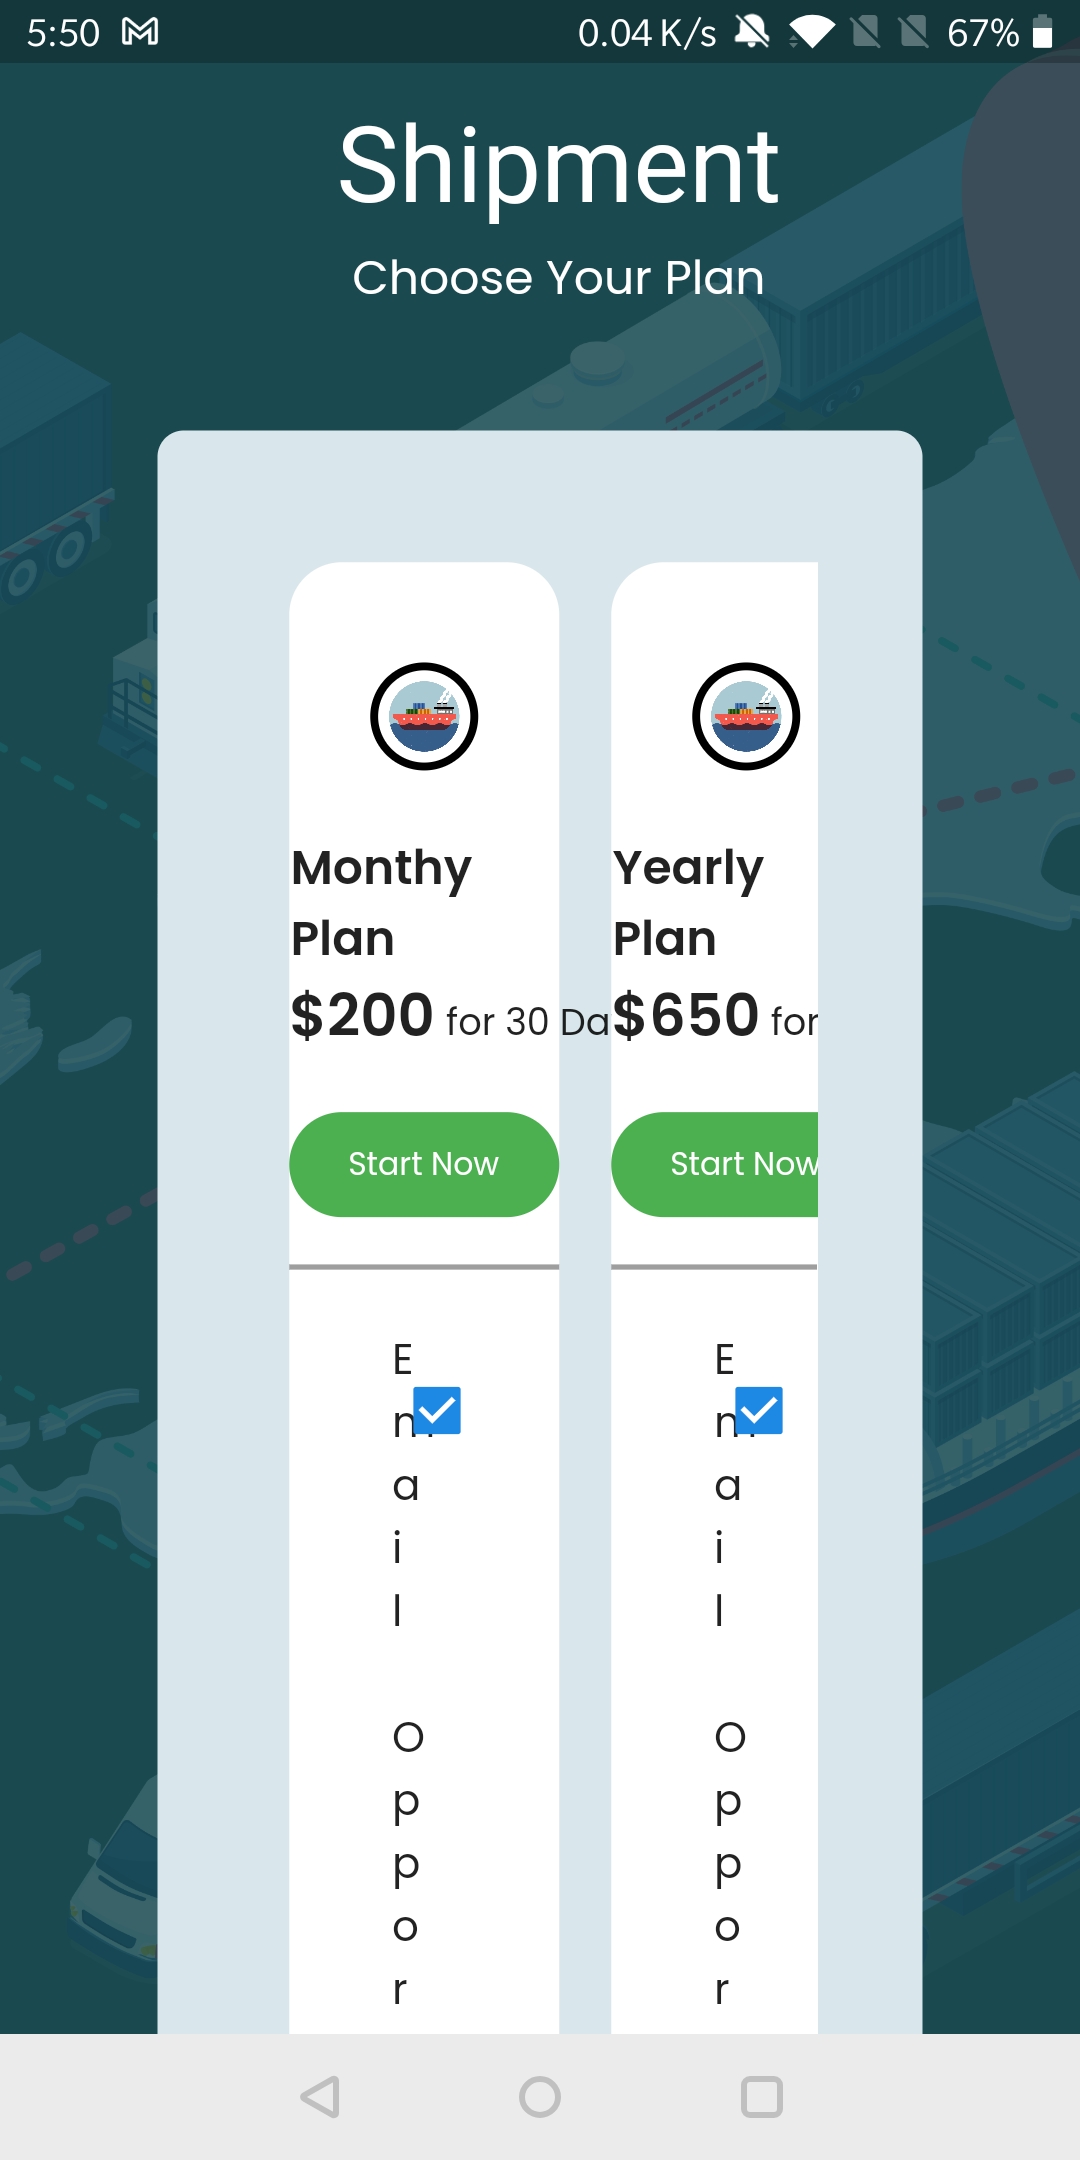 5:50 0.04 K/s 67%
Shipment
Choose Your Plan
Monthy
Plan
$200 for 30 Da
Start Now
E
m
a
i
l
O
p
p
o
r
Yearly
Plan
$650 for
Start Now
E
m
a
i
l
O
p
p
o
r